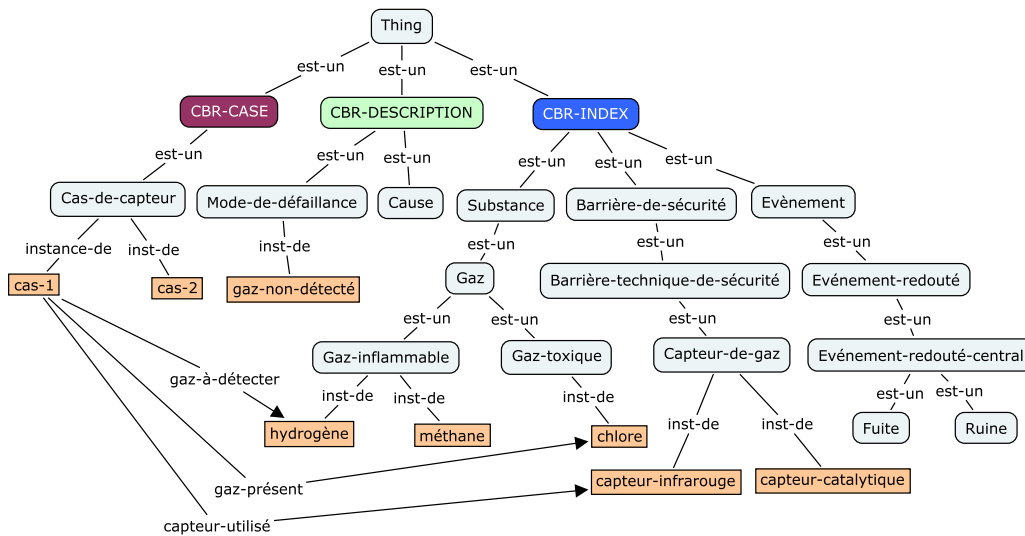 Thing
est-un
est-un
est-un
CBR-CASE
CBR-DESCRIPTION
CBR-INDEX
est-un
est-un
est-un
est-un
est-un
est-un
Cas-de-capteur
Mode-de-défaillance
Cause
Substance
Barrière-de-sécurité
Evènement
instance-de
inst-de
inst-de
est-un
est-un
est-un
cas-1
cas-2
gaz-non-détecté
Gaz
Barrière-technique-de-sécurité
Evénement-redouté
est-un
est-un
est-un
est-un
Gaz-inflammable
Gaz-toxique
Capteur-de-gaz
Evénement-redouté-central
gaz-à-détecter
inst-de
inst-de
inst-de
est-un
est-un
inst-de
inst-de
hydrogène
méthane
chlore
Fuite
Ruine
gaz-présent
capteur-infrarouge
capteur-catalytique
capteur-utilisé